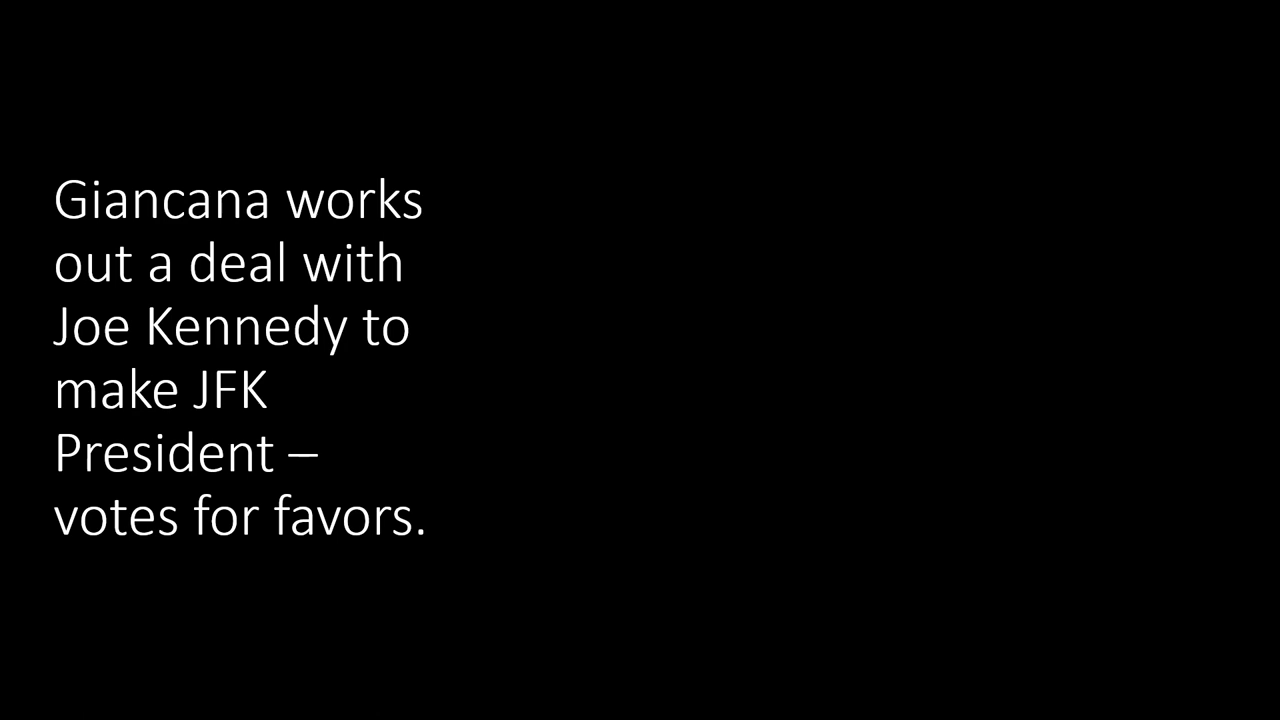 Giancana works
out a deal with
Joe Kennedy to
make JFK
President –
votes for favors.